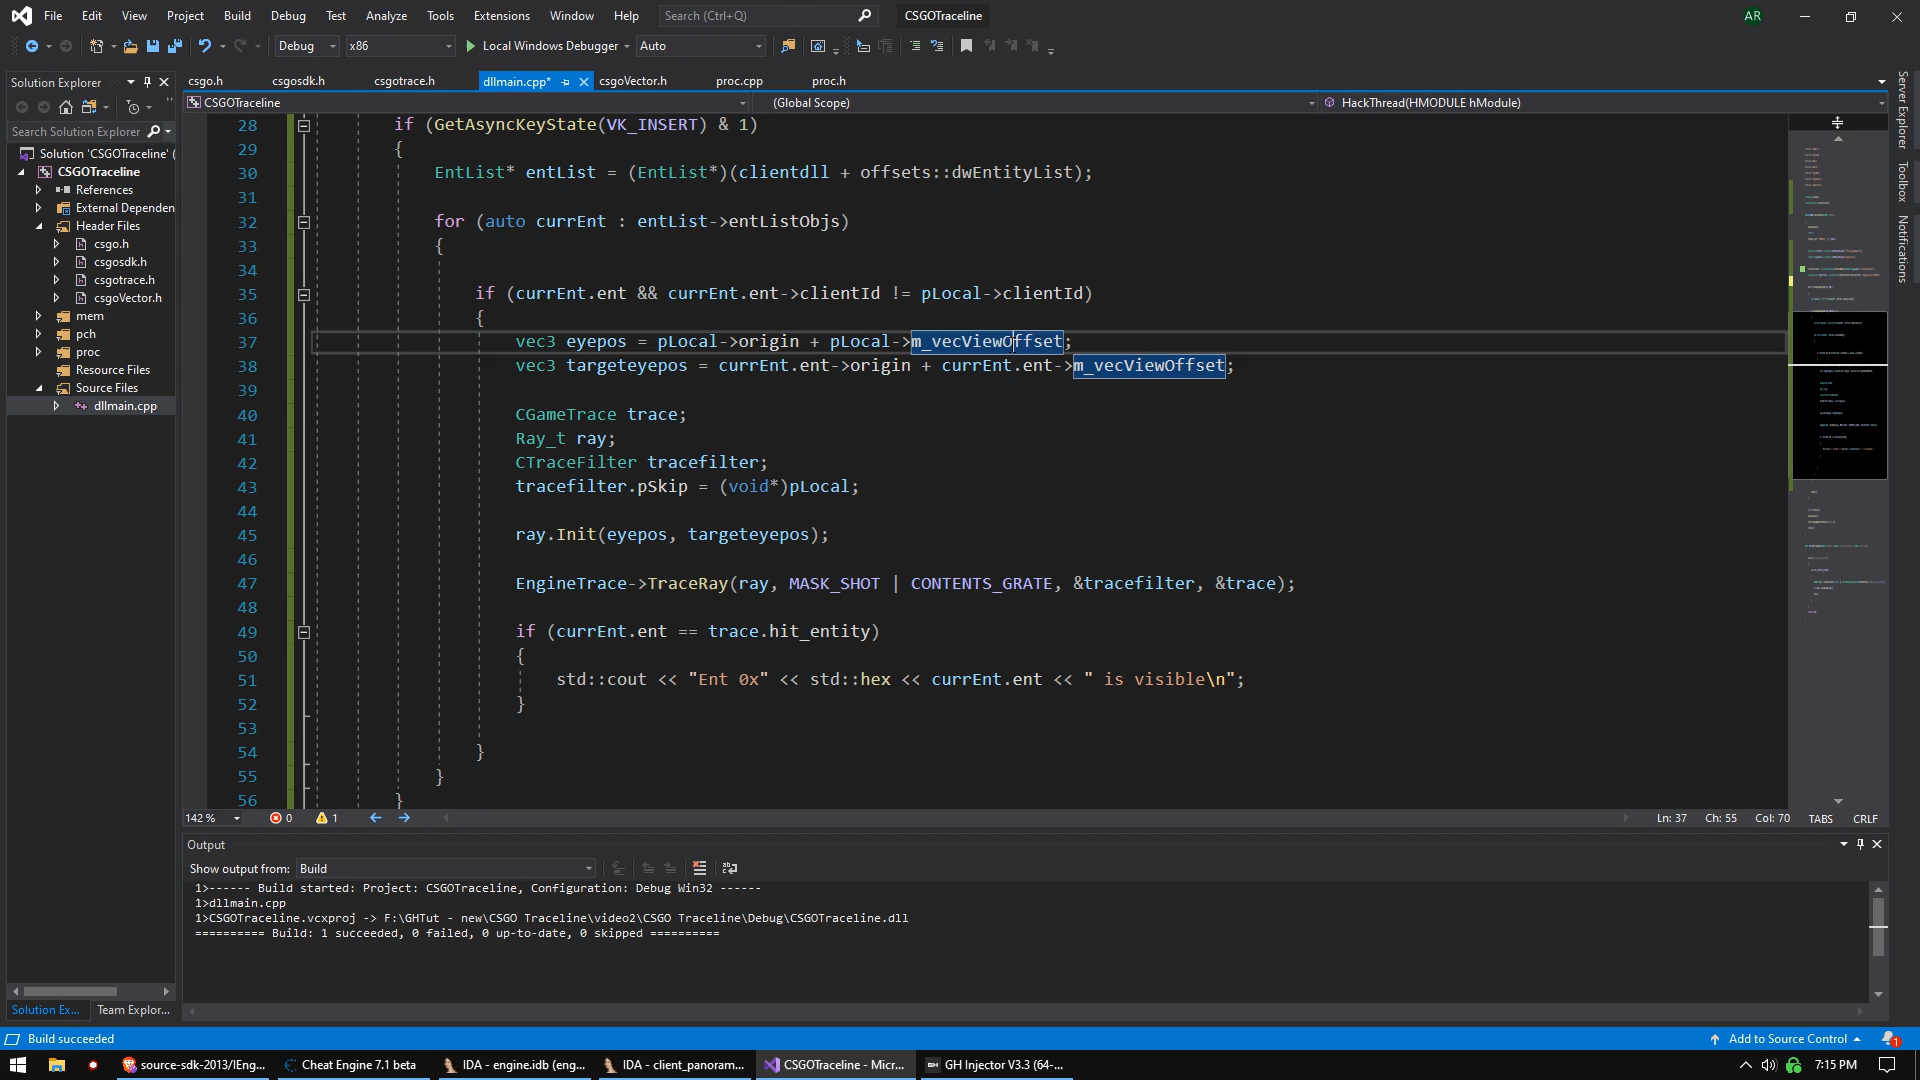 File Edit View Project Build Debug Test Analyze Tools Extensions Window Help Search (Ctrl+Q) CSGOTraceline AR
Debug x86 Local Windows Debugger Auto
Solution Explorer
Search Solution Explorer
Solution 'CSGOTraceline' (
CSGOTraceline
References
External Dependen
Header Files
csgo.h
csgosdk.h
csgotrace.h
csgoVector.h
mem
pch
proc
Resource Files
Source Files
dllmain.cpp
Solution Ex... Team Explor...
csgo.h csgosdk.h csgotrace.h dllmain.cpp* csgoVector.h proc.cpp proc.h
CSGOTraceline (Global Scope) HackThread(HMODULE hModule)
28 if (GetAsyncKeyState(VK_INSERT) & 1)
29 {
30 EntList* entList = (EntList*)(clientdll + offsets::dwEntityList);
31
32 for (auto currEnt : entList->entListObjs)
33 {
34
35 if (currEnt.ent && currEnt.ent->clientId != pLocal->clientId)
36 {
37 vec3 eyepos = pLocal->origin + pLocal->m_vecViewOffset;
38 vec3 targeteyepos = currEnt.ent->origin + currEnt.ent->m_vecViewOffset;
39
40 CGameTrace trace;
41 Ray_t ray;
42 CTraceFilter tracefilter;
43 tracefilter.pSkip = (void*)pLocal;
44
45 ray.Init(eyepos, targeteyepos);
46
47 EngineTrace->TraceRay(ray, MASK_SHOT | CONTENTS_GRATE, &tracefilter, &trace);
48
49 if (currEnt.ent == trace.hit_entity)
50 {
51 std::cout << "Ent 0x" << std::hex << currEnt.ent << " is visible\n";
52 }
53
54 }
55 }
56 }
142 % 0 1 Ln: 37 Ch: 55 Col: 70 TABS CRLF
Server Explorer
Toolbox
Notifications
Output
Show output from: Build
1>------ Build started: Project: CSGOTraceline, Configuration: Debug Win32 ------
1>dllmain.cpp
1>CSGOTraceline.vcxproj -> F:\GHTut - new\CSGO Traceline\video2\CSGO Traceline\Debug\CSGOTraceline.dll
========== Build: 1 succeeded, 0 failed, 0 up-to-date, 0 skipped ==========
Build succeeded Add to Source Control 1
source-sdk-2013/IEng... Cheat Engine 7.1 beta IDA - engine.idb (eng... IDA - client_panoram... CSGOTraceline - Micr... GH Injector V3.3 (64-... 7:15 PM